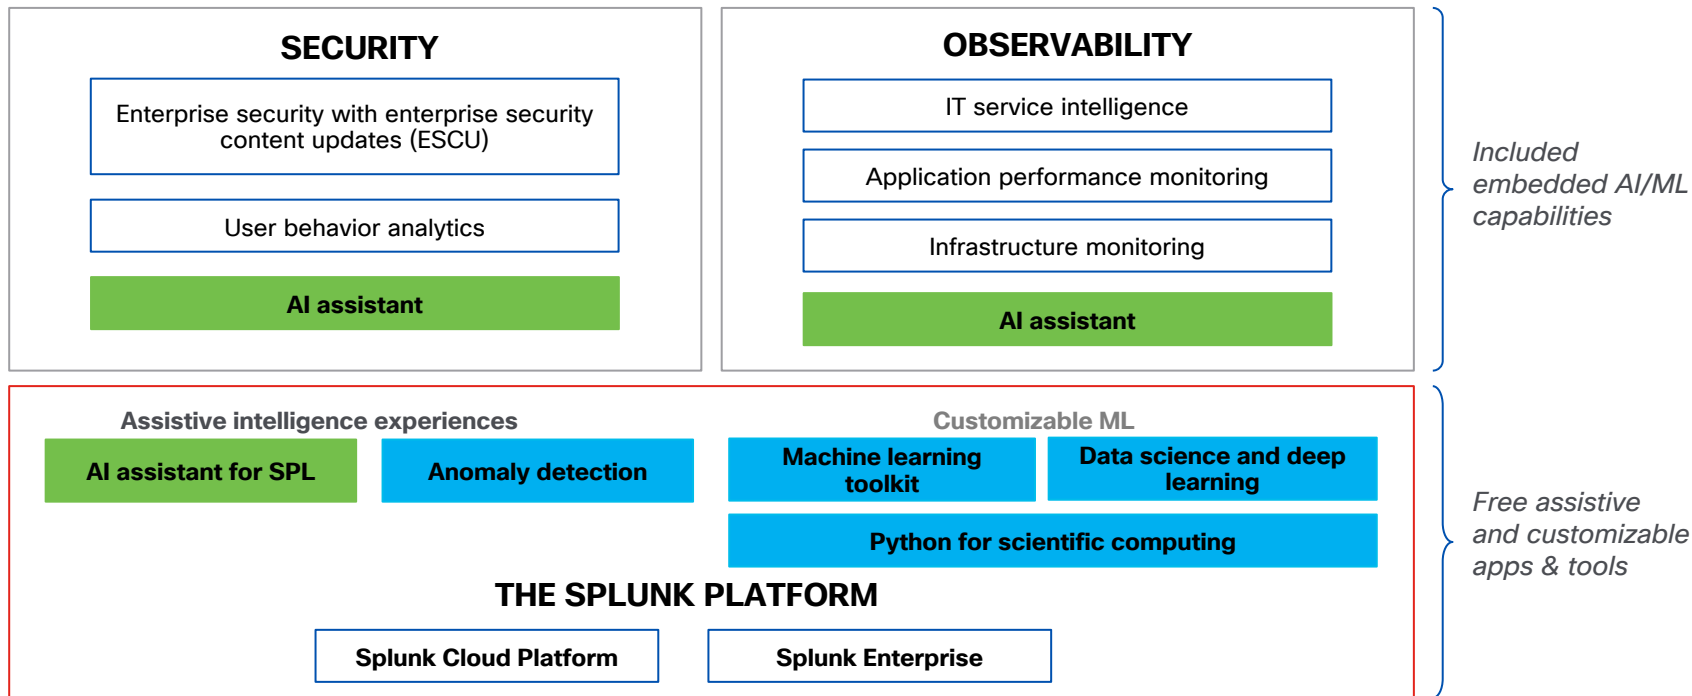 SECURITY
Enterprise security with enterprise security
content updates (ESCU)
User behavior analytics
AI assistant
OBSERVABILITY
IT service intelligence
Application performance monitoring
Infrastructure monitoring
AI assistant
Included
embedded AI/ML
capabilities
Assistive intelligence experiences
AI assistant for SPL
Anomaly detection
Customizable ML
Machine learning
toolkit
Data science and deep
learning
Python for scientific computing
THE SPLUNK PLATFORM
Splunk Cloud Platform
Splunk Enterprise
Free assistive
and customizable
apps & tools